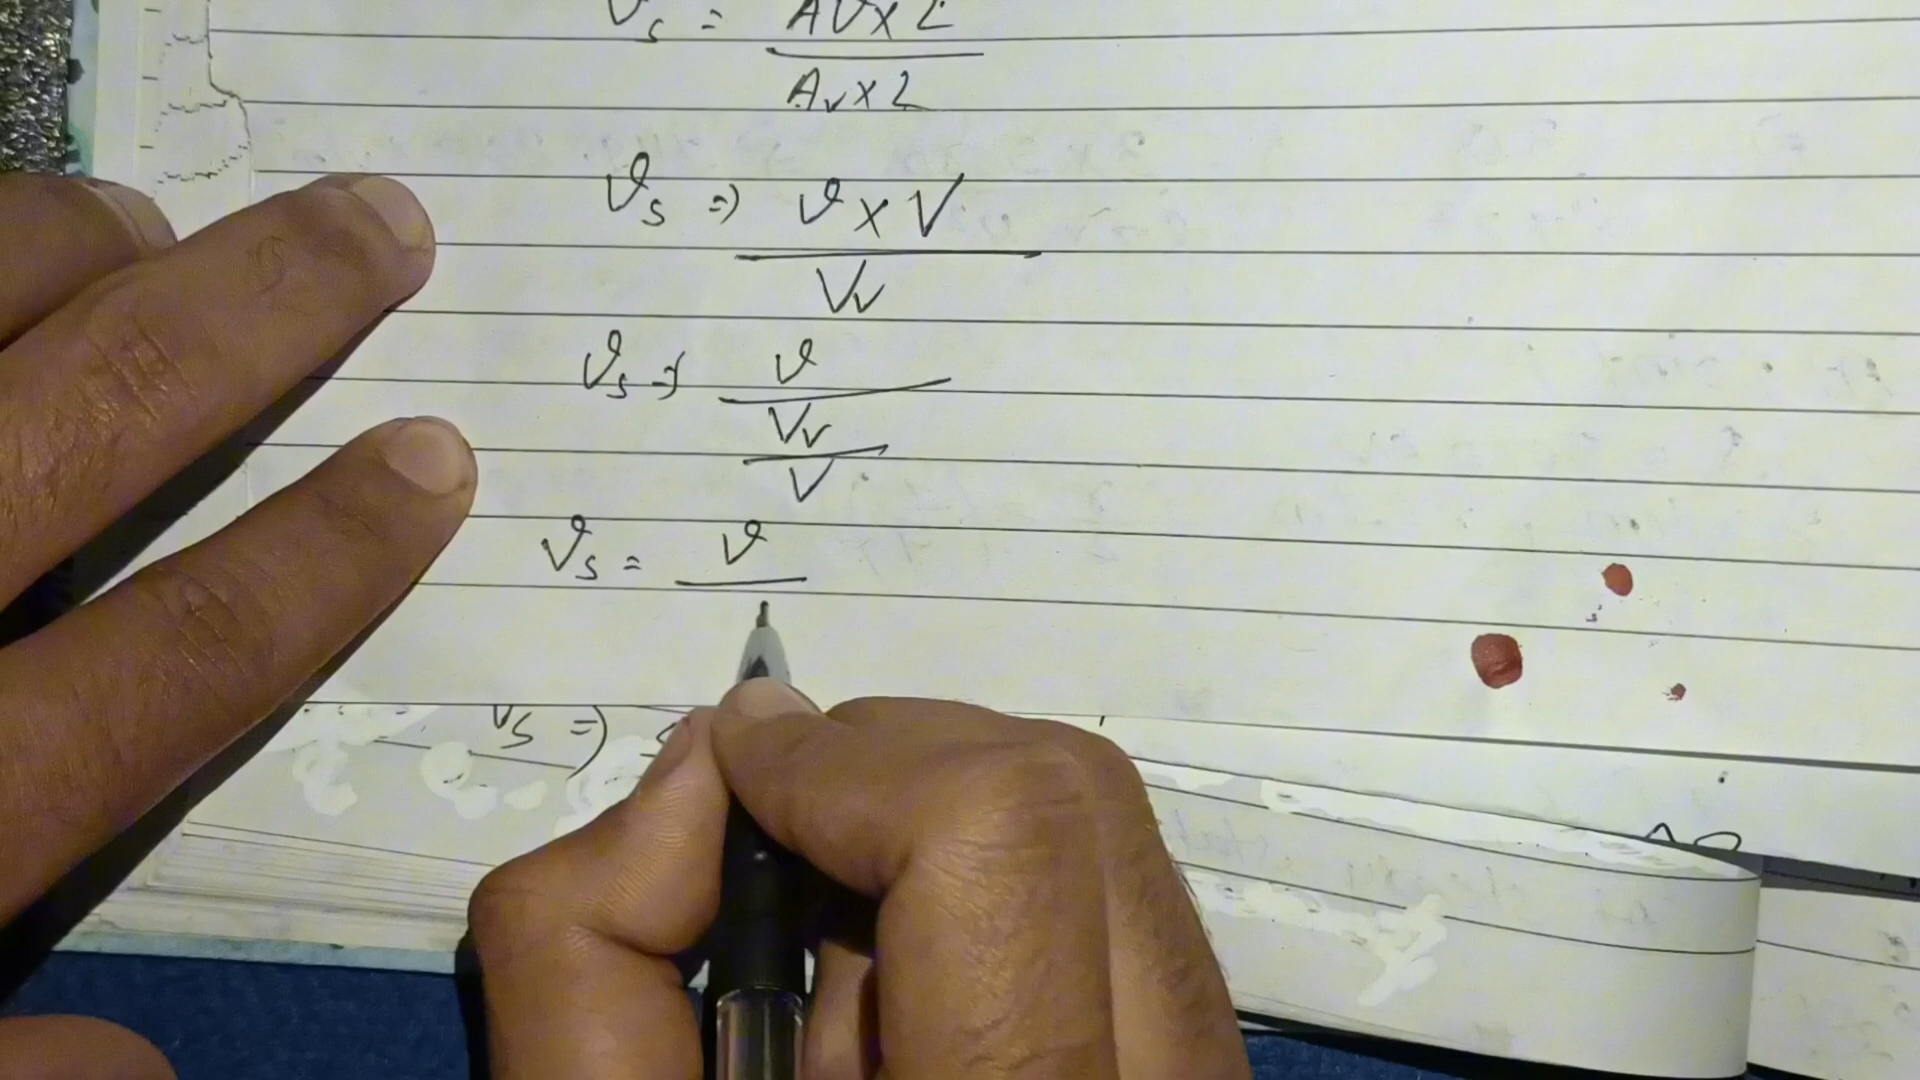 vs = Av x 2
Av x 2
vs => v x V
Vv
vs => v
Vv
V
vs = v
vs =>